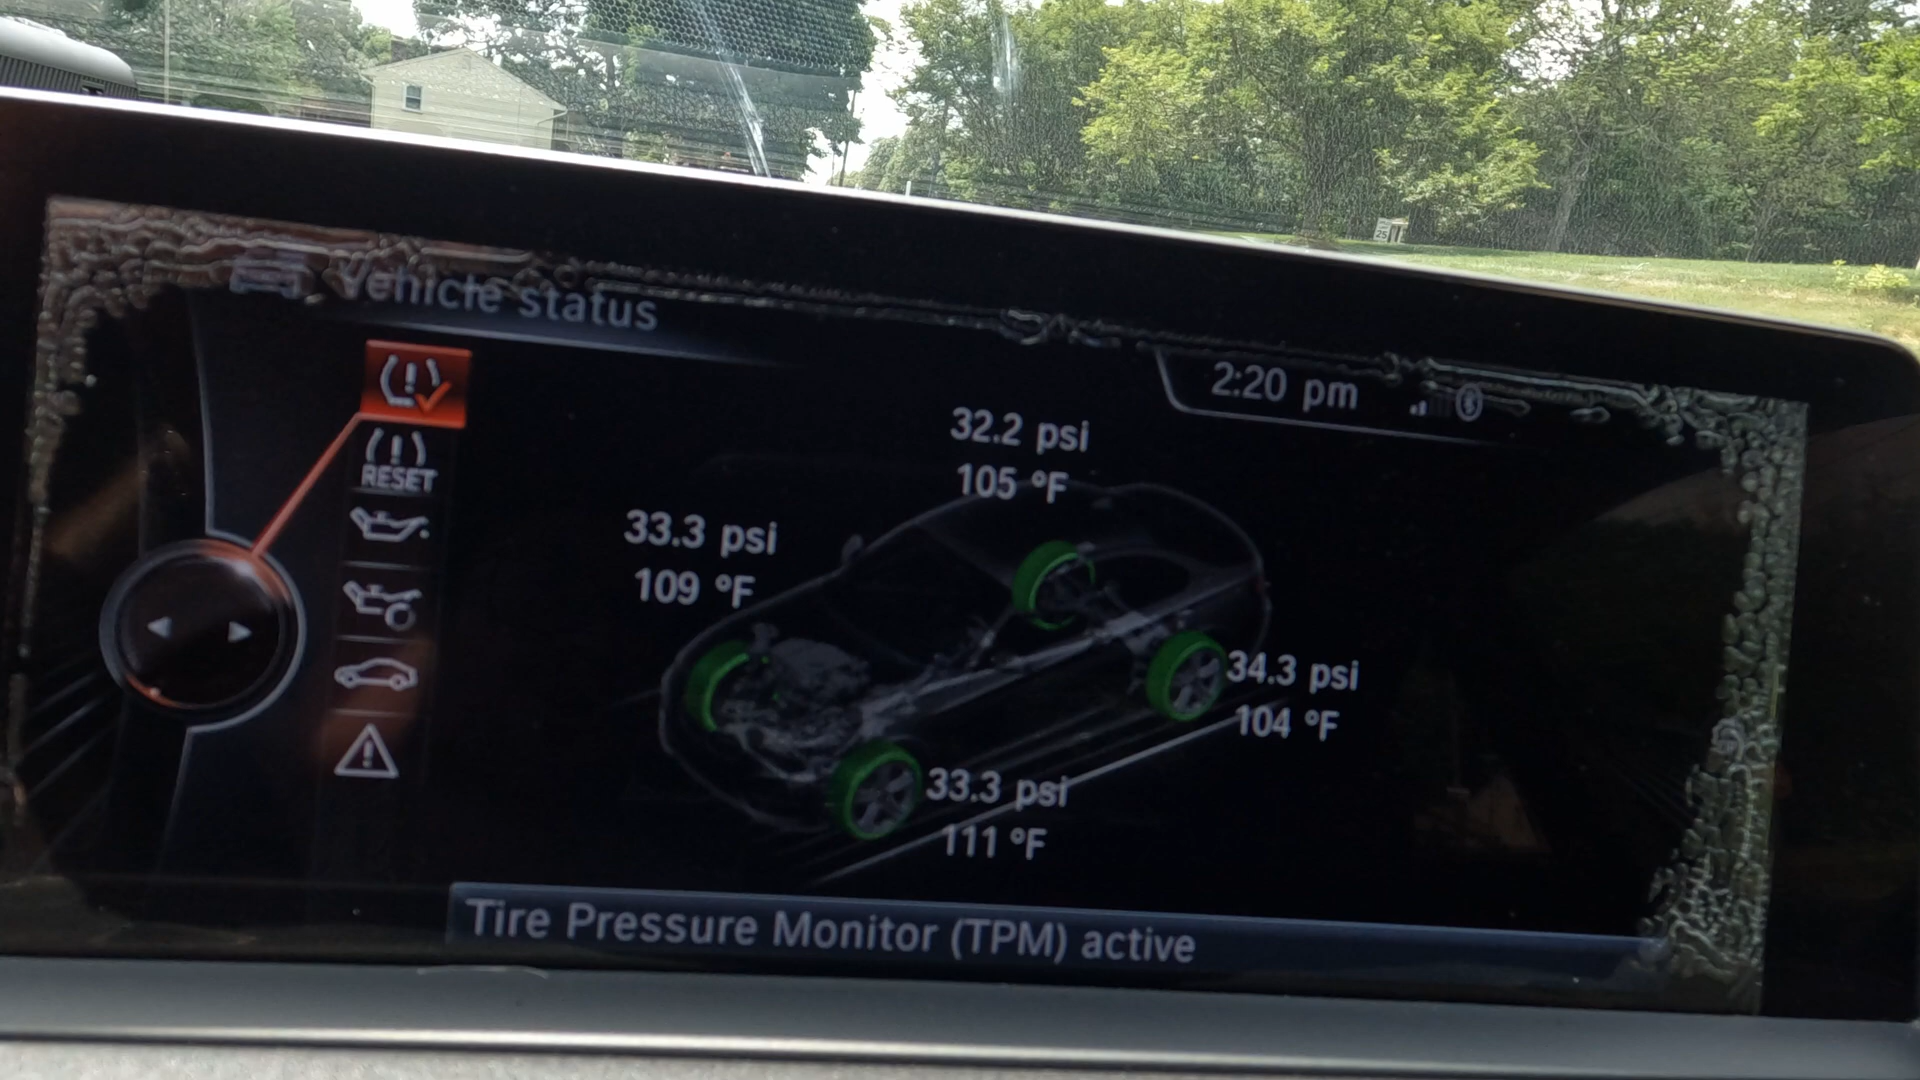 Vehicle status
2:20 pm
RESET
32.2 psi
105 °F
33.3 psi
109 °F
34.3 psi
104 °F
33.3 psi
111 °F
Tire Pressure Monitor (TPM) active
25